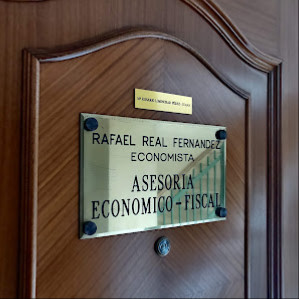 RAFAEL REAL FERNANDEZ
ECONOMISTA
ASESORIA
ECONOMICO-FISCAL